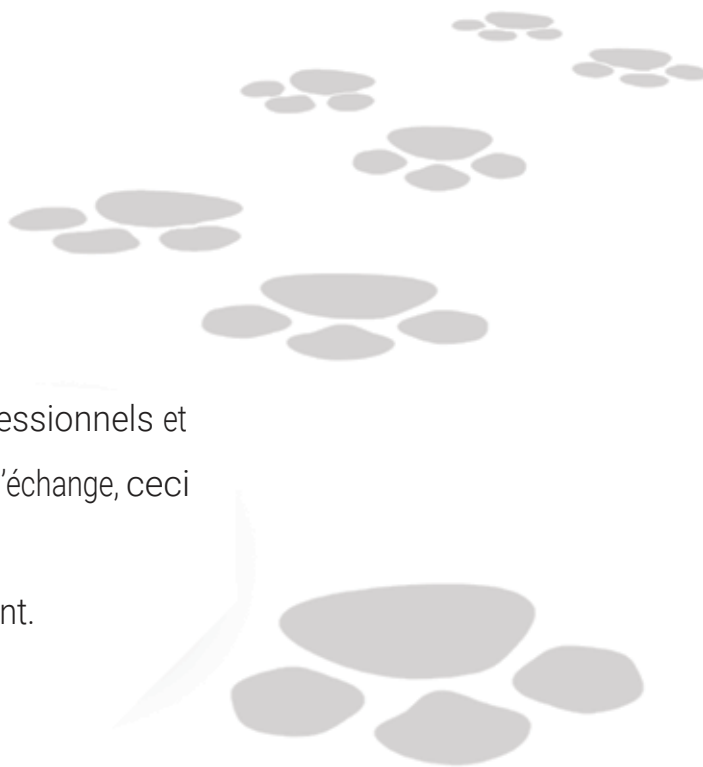 essionnels et
’échange, ceci
nt.